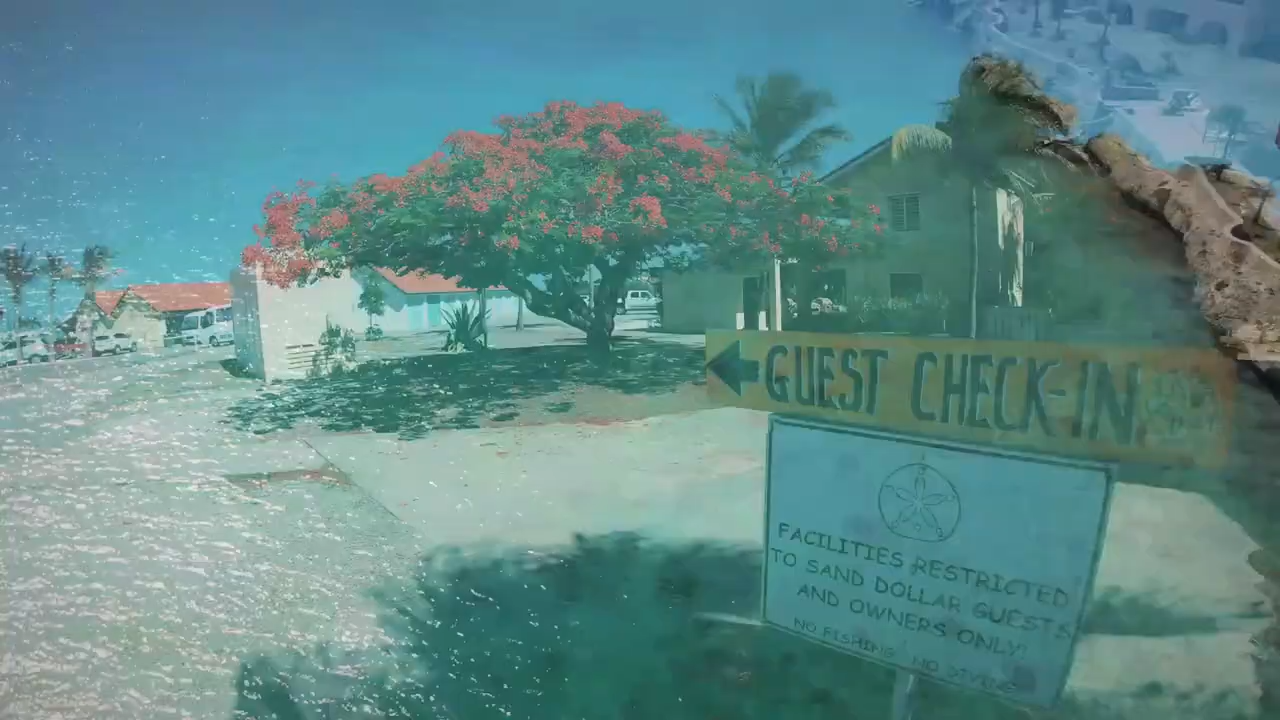 GUEST CHECK-IN
FACILITIES RESTRICTED
TO SAND DOLLAR GUESTS
AND OWNERS ONLY!
NO FISHING NO DIVING